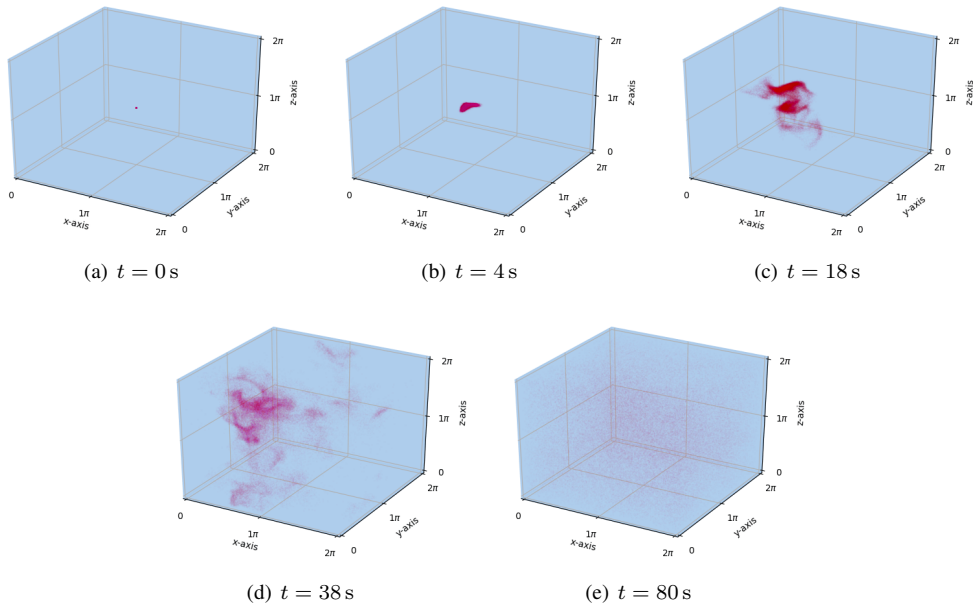 2π
1π
z-axis
0
2π
1π
y-axis
0
0
1π
x-axis
2π
(a) t = 0 s
2π
1π
z-axis
0
2π
1π
y-axis
0
0
1π
x-axis
2π
(b) t = 4 s
2π
1π
z-axis
0
2π
1π
y-axis
0
0
1π
x-axis
2π
(c) t = 18 s
2π
1π
z-axis
0
2π
1π
y-axis
0
0
1π
x-axis
2π
(d) t = 38 s
2π
1π
z-axis
0
2π
1π
y-axis
0
0
1π
x-axis
2π
(e) t = 80 s